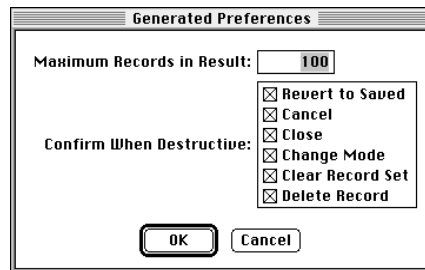 Generated Preferences
Maximum Records in Result: 100
Revert to Saved
Cancel
Close
Confirm When Destructive:
Change Mode
Clear Record Set
Delete Record
OK Cancel